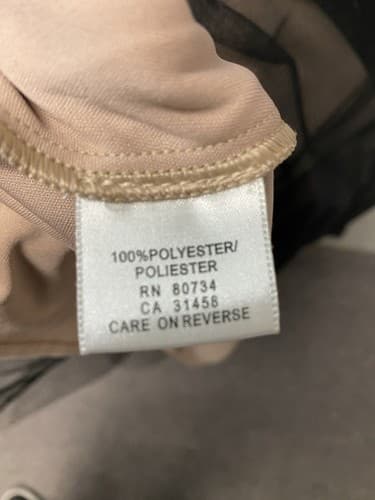 100%POLYESTER/
POLIESTER
RN 80734
CA 31458
CARE ON REVERSE